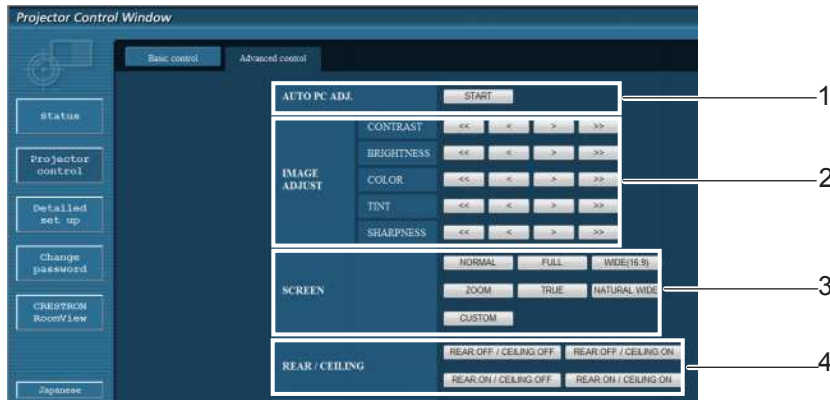 Projector Control Window
Basic control Advanced control
Status
Projector control
Detailed set up
Change password
CRESTRON RoomView
Japanese
AUTO PC ADJ. START 1
IMAGE ADJUST
CONTRAST << < > >>
BRIGHTNESS << < > >>
COLOR << < > >> 2
TINT << < > >>
SHARPNESS << < > >>
SCREEN
NORMAL FULL WIDE(16:9)
ZOOM TRUE NATURAL WIDE 3
CUSTOM
REAR / CEILING
REAR:OFF / CEILING:OFF REAR:OFF / CEILING:ON 4
REAR:ON / CEILING:OFF REAR:ON / CEILING:ON